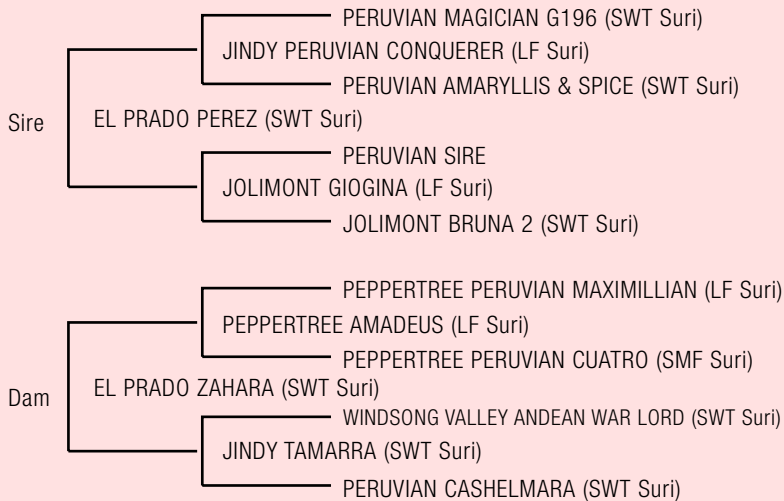 PERUVIAN MAGICIAN G196 (SWT Suri)
JINDY PERUVIAN CONQUERER (LF Suri)
PERUVIAN AMARYLLIS & SPICE (SWT Suri)
Sire
EL PRADO PEREZ (SWT Suri)
PERUVIAN SIRE
JOLIMONT GIOGINA (LF Suri)
JOLIMONT BRUNA 2 (SWT Suri)
PEPPERTREE PERUVIAN MAXIMILLIAN (LF Suri)
PEPPERTREE AMADEUS (LF Suri)
PEPPERTREE PERUVIAN CUATRO (SMF Suri)
Dam
EL PRADO ZAHARA (SWT Suri)
WINDSONG VALLEY ANDEAN WAR LORD (SWT Suri)
JINDY TAMARRA (SWT Suri)
PERUVIAN CASHELMARA (SWT Suri)